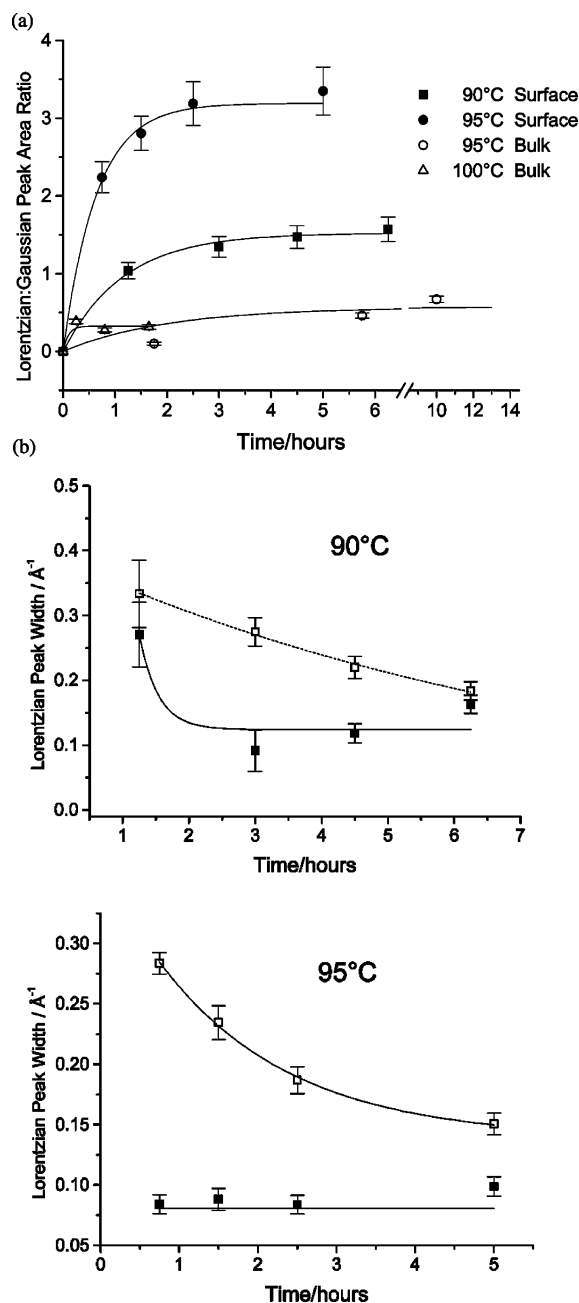 (a)
Lorentzian:Gaussian Peak Area Ratio
4
3
2
1
0
90°C Surface
95°C Surface
95°C Bulk
100°C Bulk
0 1 2 3 4 5 6 10 12 14
Time/hours
(b)
Lorentzian Peak Width / Å⁻¹
0.5
0.4
0.3
0.2
0.1
0.0
90°C
1 2 3 4 5 6 7
Time/hours
Lorentzian Peak Width / Å⁻¹
0.30
0.25
0.20
0.15
0.10
0.05
95°C
0 1 2 3 4 5
Time/hours